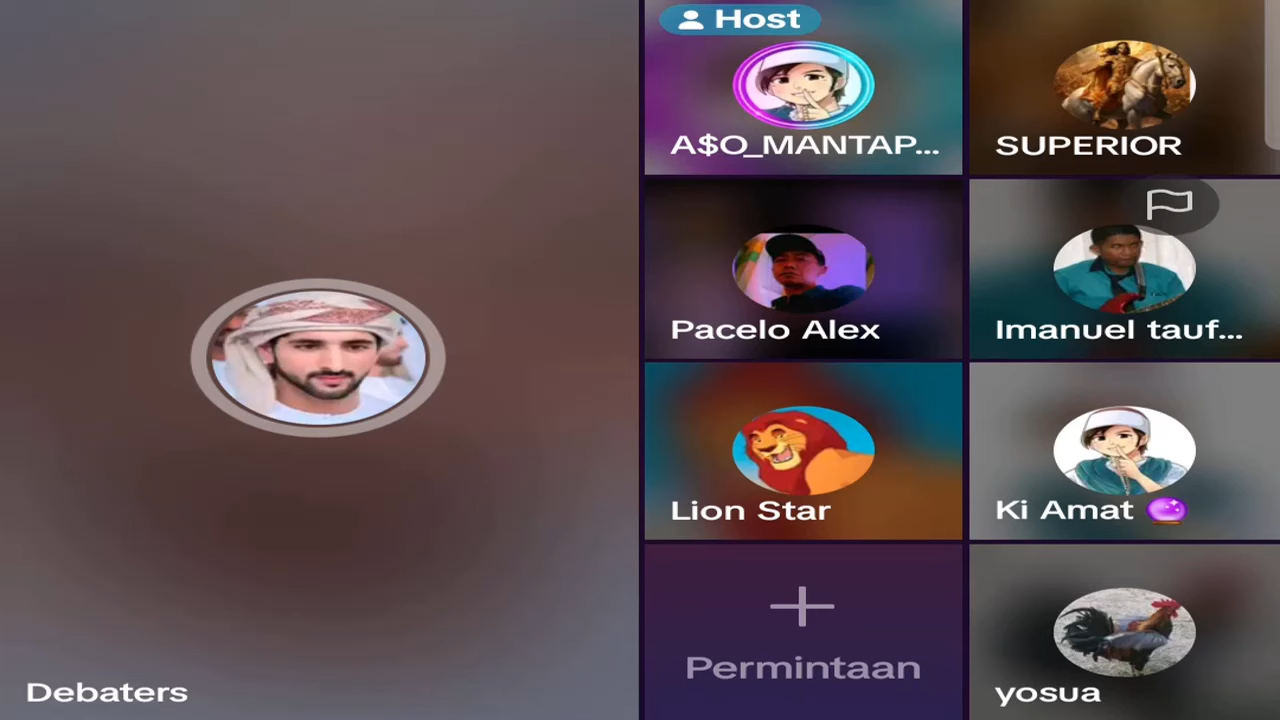 Host
A$O_MANTAP...
SUPERIOR
Pacelo Alex
Imanuel tauf...
Lion Star
Ki Amat
Permintaan
Debaters
yosua